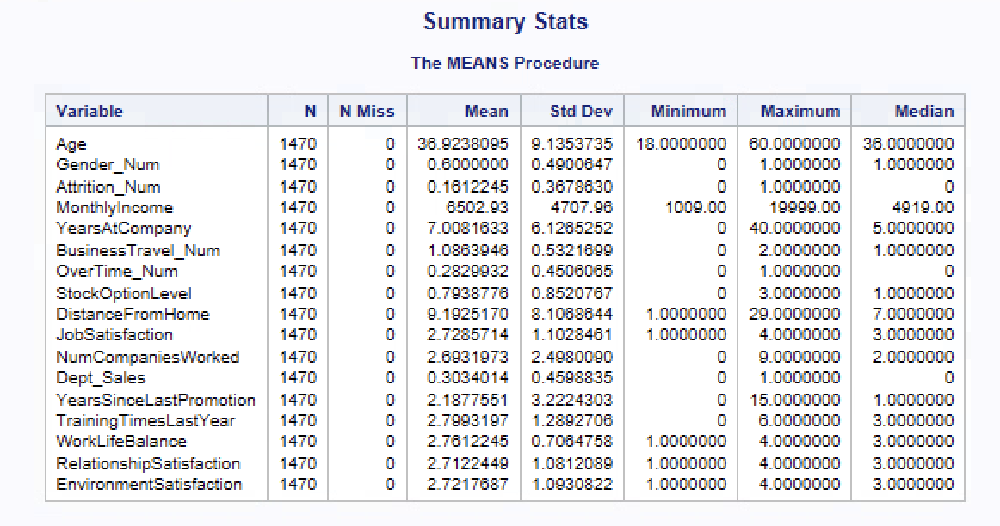 Summary Stats
The MEANS Procedure
Variable N N Miss Mean Std Dev Minimum Maximum Median
Age 1470 0 36.9238095 9.1353735 18.0000000 60.0000000 36.0000000
Gender_Num 1470 0 0.6000000 0.4900647 0 1.0000000 1.0000000
Attrition_Num 1470 0 0.1612245 0.3678630 0 1.0000000 0
MonthlyIncome 1470 0 6502.93 4707.96 1009.00 19999.00 4919.00
YearsAtCompany 1470 0 7.0081633 6.1265252 0 40.0000000 5.0000000
BusinessTravel_Num 1470 0 1.0863946 0.5321699 0 2.0000000 1.0000000
OverTime_Num 1470 0 0.2829932 0.4506065 0 1.0000000 0
StockOptionLevel 1470 0 0.7938776 0.8520767 0 3.0000000 1.0000000
DistanceFromHome 1470 0 9.1925170 8.1068644 1.0000000 29.0000000 7.0000000
JobSatisfaction 1470 0 2.7285714 1.1028461 1.0000000 4.0000000 3.0000000
NumCompaniesWorked 1470 0 2.6931973 2.4980090 0 9.0000000 2.0000000
Dept_Sales 1470 0 0.3034014 0.4598835 0 1.0000000 0
YearsSinceLastPromotion 1470 0 2.1877551 3.2224303 0 15.0000000 1.0000000
TrainingTimesLastYear 1470 0 2.7993197 1.2892706 0 6.0000000 3.0000000
WorkLifeBalance 1470 0 2.7612245 0.7064758 1.0000000 4.0000000 3.0000000
RelationshipSatisfaction 1470 0 2.7122449 1.0812089 1.0000000 4.0000000 3.0000000
EnvironmentSatisfaction 1470 0 2.7217687 1.0930822 1.0000000 4.0000000 3.0000000